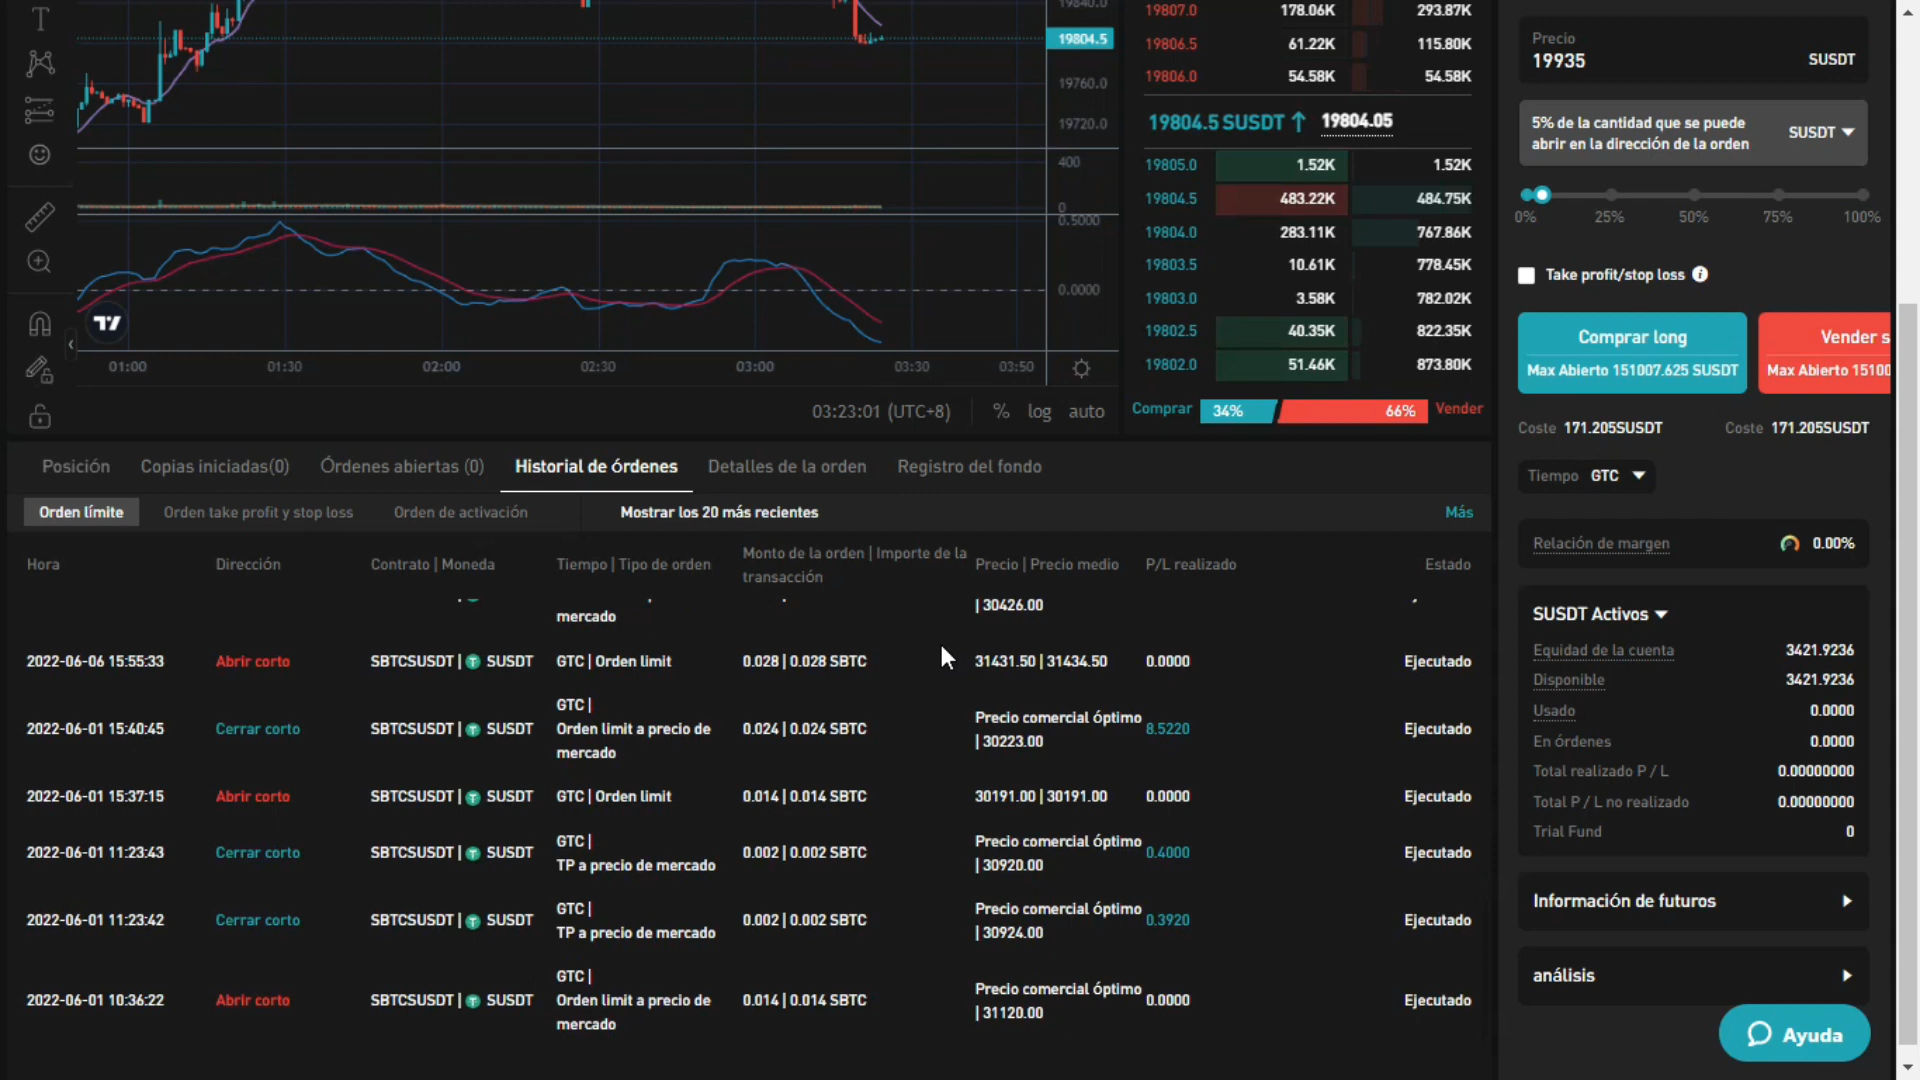 19840.0
19804.5
19760.0
19720.0
400
0
0.5000
0.0000
01:00 01:30 02:00 02:30 03:00 03:30 03:50
03:23:01 (UTC+8) % log auto
19807.0 178.06K 293.87K
19806.5 61.22K 115.80K
19806.0 54.58K 54.58K
19804.5 SUSDT ↑ 19804.05
19805.0 1.52K 1.52K
19804.5 483.22K 484.75K
19804.0 283.11K 767.86K
19803.5 10.61K 778.45K
19803.0 3.58K 782.02K
19802.5 40.35K 822.35K
19802.0 51.46K 873.80K
Comprar 34% 66% Vender
Precio
19935 SUSDT
5% de la cantidad que se puede
abrir en la dirección de la orden
SUSDT
0% 25% 50% 75% 100%
Take profit/stop loss
Comprar long
Max Abierto 151007.625 SUSDT
Vender s
Max Abierto 15100
Coste 171.205SUSDT Coste 171.205SUSDT
Tiempo GTC
Relación de margen 0.00%
SUSDT Activos
Equidad de la cuenta 3421.9236
Disponible 3421.9236
Usado 0.0000
En órdenes 0.0000
Total realizado P / L 0.00000000
Total P / L no realizado 0.00000000
Trial Fund 0
Información de futuros
análisis
Ayuda
Posición Copias iniciadas(0) Órdenes abiertas (0) Historial de órdenes Detalles de la orden Registro del fondo
Orden límite Orden take profit y stop loss Orden de activación Mostrar los 20 más recientes Más
Hora Dirección Contrato | Moneda Tiempo | Tipo de orden Monto de la orden | Importe de la transacción Precio | Precio medio P/L realizado Estado
mercado | 30426.00
2022-06-06 15:55:33 Abrir corto SBTCSUSDT | SUSDT GTC | Orden limit 0.028 | 0.028 SBTC 31431.50 | 31434.50 0.0000 Ejecutado
2022-06-01 15:40:45 Cerrar corto SBTCSUSDT | SUSDT GTC | Orden limit a precio de mercado 0.024 | 0.024 SBTC Precio comercial óptimo | 30223.00 8.5220 Ejecutado
2022-06-01 15:37:15 Abrir corto SBTCSUSDT | SUSDT GTC | Orden limit 0.014 | 0.014 SBTC 30191.00 | 30191.00 0.0000 Ejecutado
2022-06-01 11:23:43 Cerrar corto SBTCSUSDT | SUSDT GTC | TP a precio de mercado 0.002 | 0.002 SBTC Precio comercial óptimo | 30920.00 0.4000 Ejecutado
2022-06-01 11:23:42 Cerrar corto SBTCSUSDT | SUSDT GTC | TP a precio de mercado 0.002 | 0.002 SBTC Precio comercial óptimo | 30924.00 0.3920 Ejecutado
2022-06-01 10:36:22 Abrir corto SBTCSUSDT | SUSDT GTC | Orden limit a precio de mercado 0.014 | 0.014 SBTC Precio comercial óptimo | 31120.00 0.0000 Ejecutado